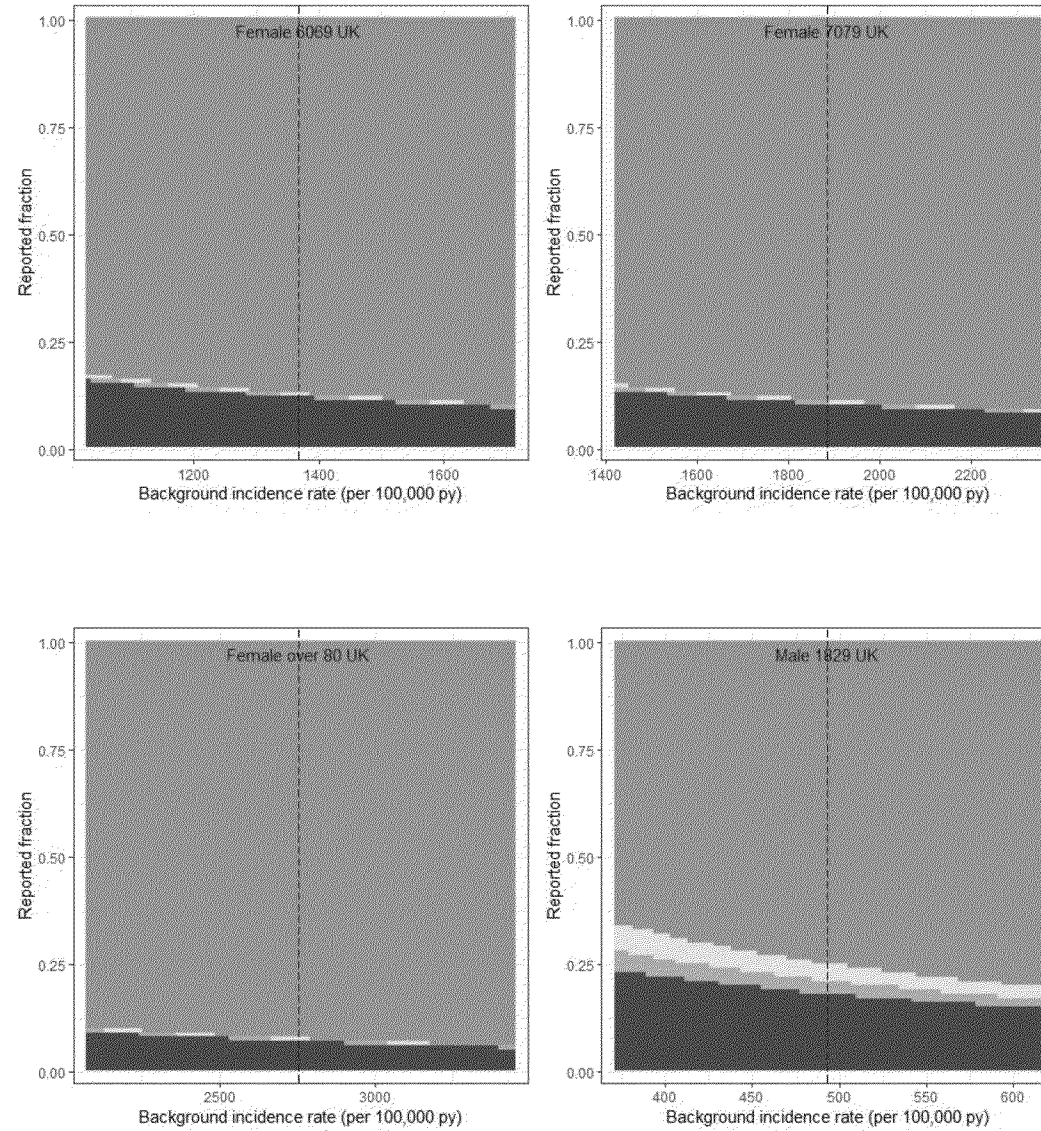 Female 6069 UK
1.00
0.75
0.50
0.25
0.00
Reported fraction
1200 1400 1600
Background incidence rate (per 100,000 py)
Female 7079 UK
1.00
0.75
0.50
0.25
0.00
Reported fraction
1400 1600 1800 2000 2200
Background incidence rate (per 100,000 py)
Female over 80 UK
1.00
0.75
0.50
0.25
0.00
Reported fraction
2500 3000
Background incidence rate (per 100,000 py)
Male 1829 UK
1.00
0.75
0.50
0.25
0.00
Reported fraction
400 450 500 550 600
Background incidence rate (per 100,000 py)